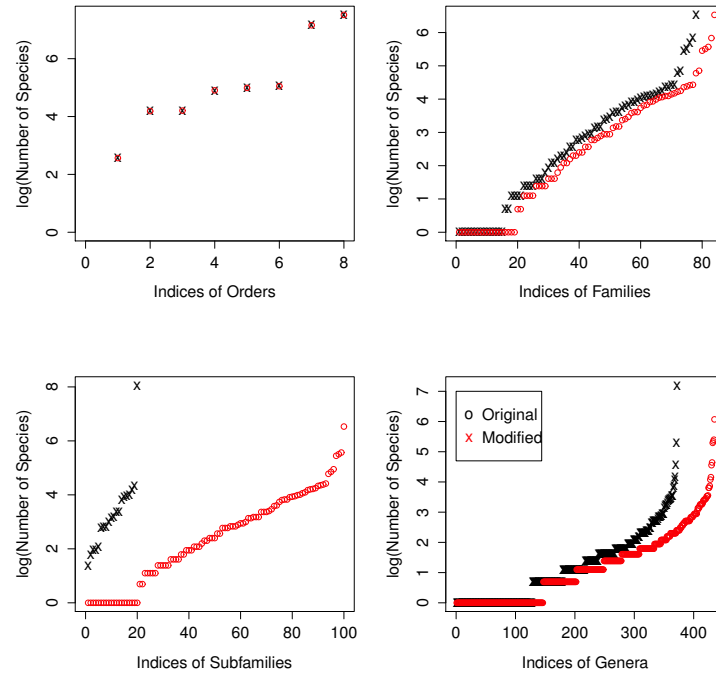 log(Number of Species)
0 2 4 6
0 2 4 6 8
Indices of Orders
log(Number of Species)
0 1 2 3 4 5 6
0 20 40 60 80
Indices of Families
log(Number of Species)
0 2 4 6 8
0 20 40 60 80 100
Indices of Subfamilies
log(Number of Species)
0 1 2 3 4 5 6 7
o Original
x Modified
0 100 200 300 400
Indices of Genera